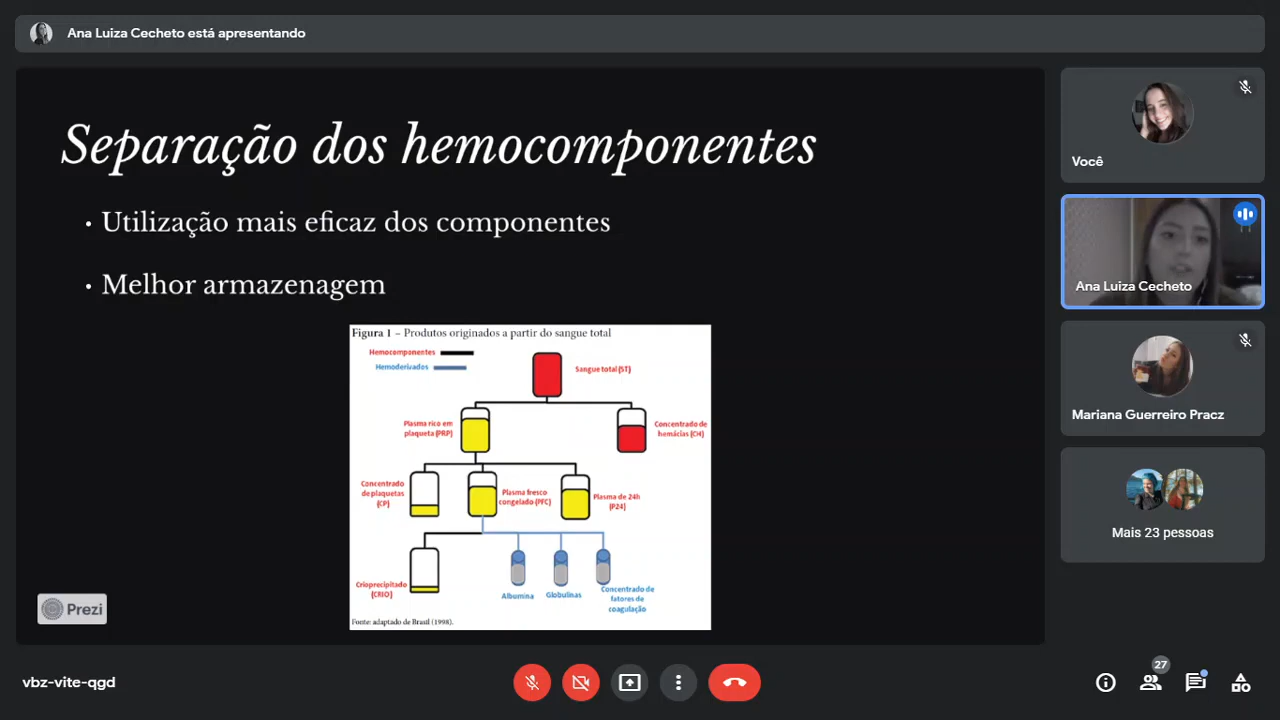 Ana Luiza Cecheto está apresentando
Separação dos hemocomponentes
• Utilização mais eficaz dos componentes
• Melhor armazenagem
Figura 1 – Produtos originados a partir do sangue total
Hemocomponentes
Hemoderivados
Sangue total (ST)
Plasma rico em
plaqueta (PRP)
Concentrado de
hemácias (CH)
Concentrado
de plaquetas
(CP)
Plasma fresco
congelado (PFC)
Plasma de 24h
(P24)
Crioprecipitado
(CRIO)
Albumina
Globulinas
Concentrado de
fatores de
coagulação
Fonte: adaptado de Brasil (1998).
Prezi
Você
Ana Luiza Cecheto
Mariana Guerreiro Pracz
Mais 23 pessoas
vbz-vite-qgd
27